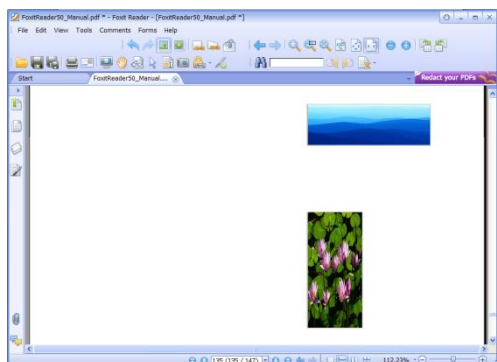 FoxitReader50_Manual.pdf * - Foxit Reader - [FoxitReader50_Manual.pdf *]
File Edit View Tools Comments Forms Help
Start FoxitReader50_Manual.... Redact your PDFs
135 (135 / 147) 112.23%